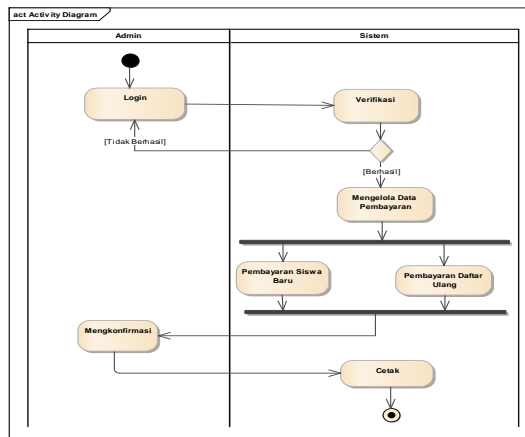 act Activity Diagram
Admin
Sistem
Login
Verifikasi
[Tidak Berhasil]
[Berhasil]
Mengelola Data
Pembayaran
Pembayaran Siswa
Baru
Pembayaran Daftar
Ulang
Mengkonfirmasi
Cetak